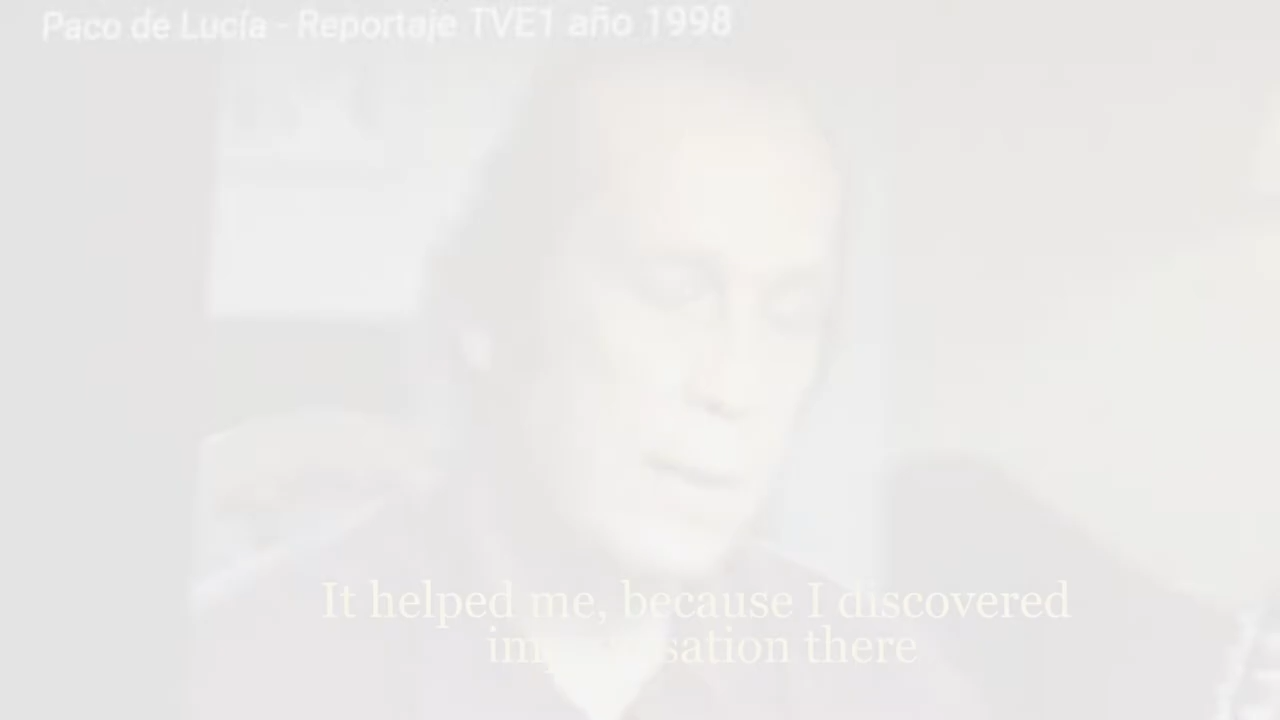 Paco de Lucía - Reportaje TVE1 año 1998
It helped me, because I discovered
there